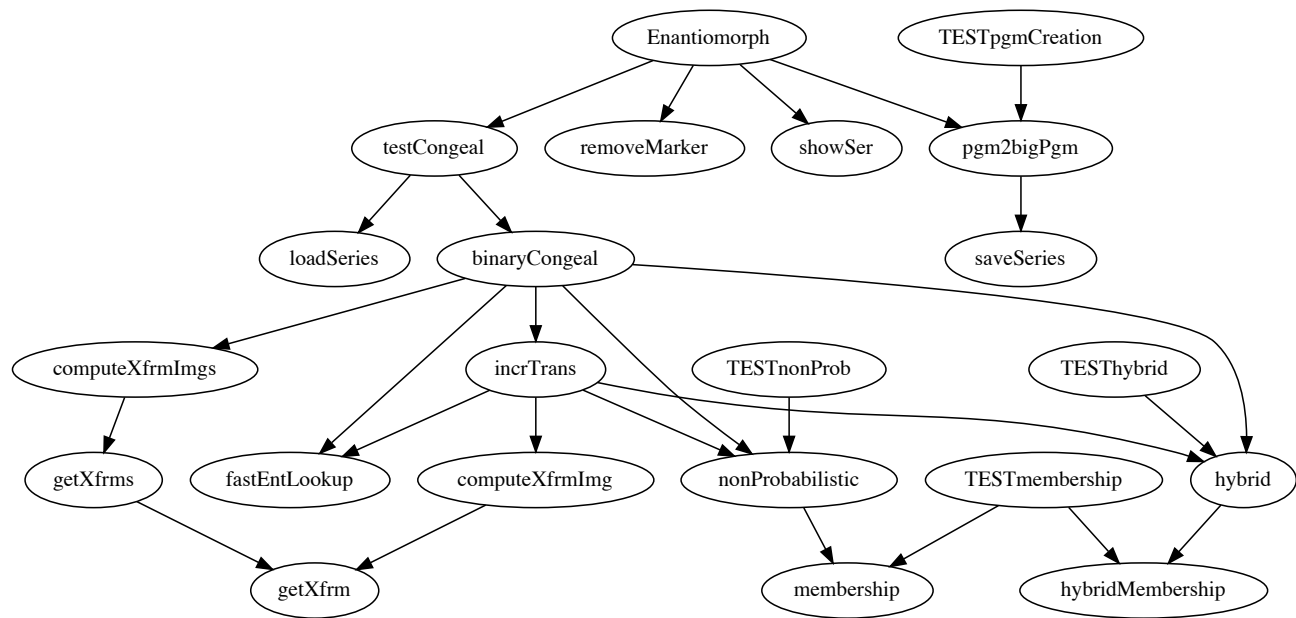 Enantiomorph
TESTpgmCreation
testCongeal
removeMarker
showSer
pgm2bigPgm
loadSeries
binaryCongeal
saveSeries
computeXfrmImgs
incrTrans
TESTnonProb
TESThybrid
getXfrms
fastEntLookup
computeXfrmImg
nonProbabilistic
TESTmembership
hybrid
getXfrm
membership
hybridMembership